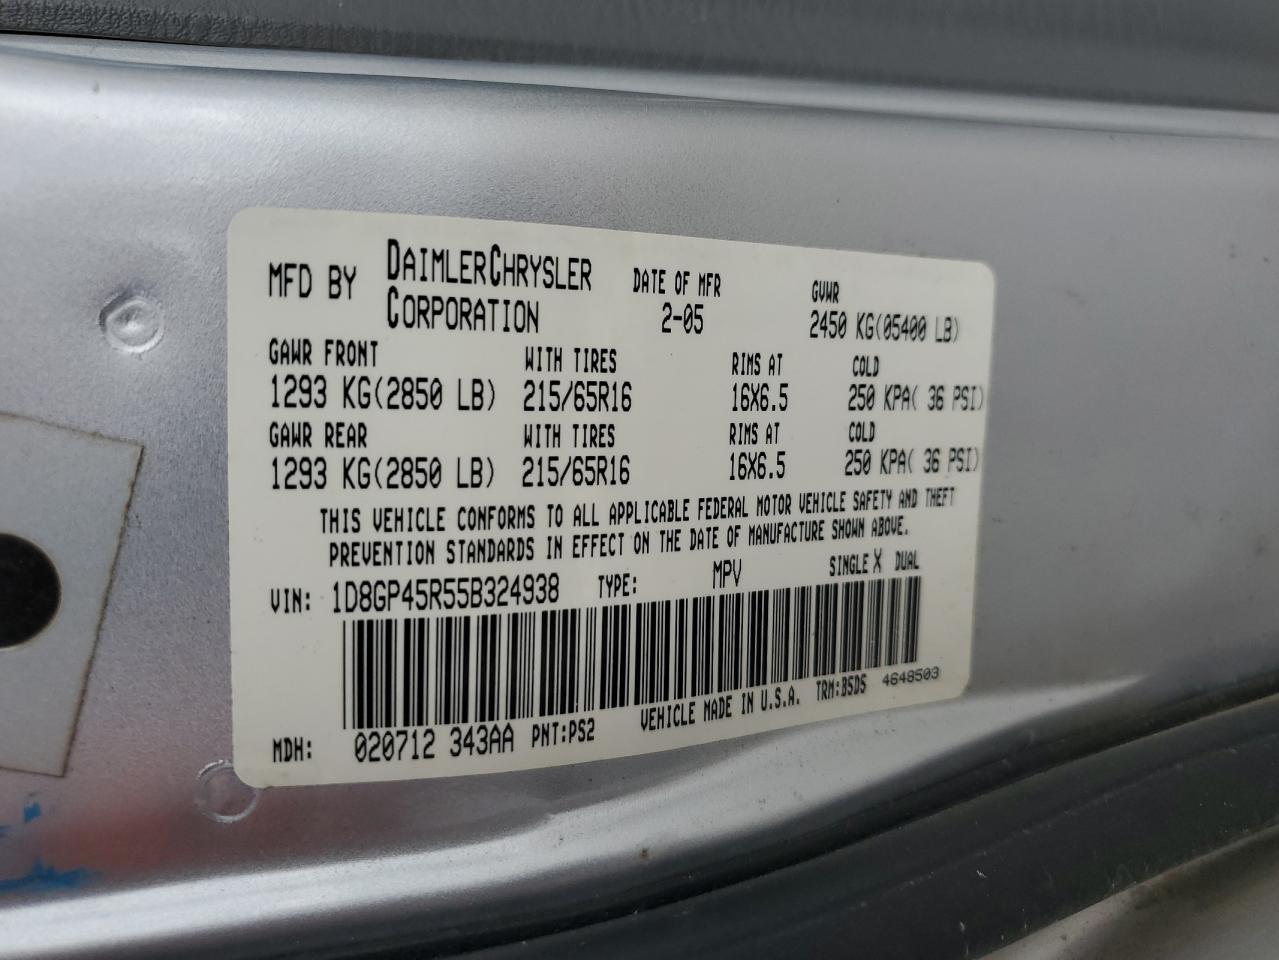 MFD BY DAIMLERCHRYSLER CORPORATION DATE OF MFR 2-05 GVWR 2450 KG(05400 LB)
GAWR FRONT WITH TIRES RIMS AT COLD
1293 KG(2850 LB) 215/65R16 16X6.5 250 KPA( 36 PSI)
GAWR REAR WITH TIRES RIMS AT COLD
1293 KG(2850 LB) 215/65R16 16X6.5 250 KPA( 36 PSI)
THIS VEHICLE CONFORMS TO ALL APPLICABLE FEDERAL MOTOR VEHICLE SAFETY AND THEFT
PREVENTION STANDARDS IN EFFECT ON THE DATE OF MANUFACTURE SHOWN ABOVE.
VIN: 1D8GP45R55B324938 TYPE: MPV SINGLE X DUAL
MDH: 020712 343AA PNT:PS2 VEHICLE MADE IN U.S.A. TRM:BSDS 4648503